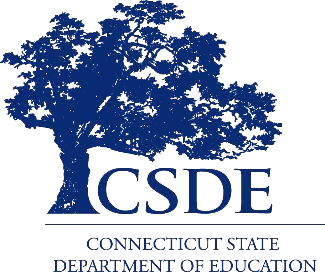 CSDE
CONNECTICUT STATE
DEPARTMENT OF EDUCATION